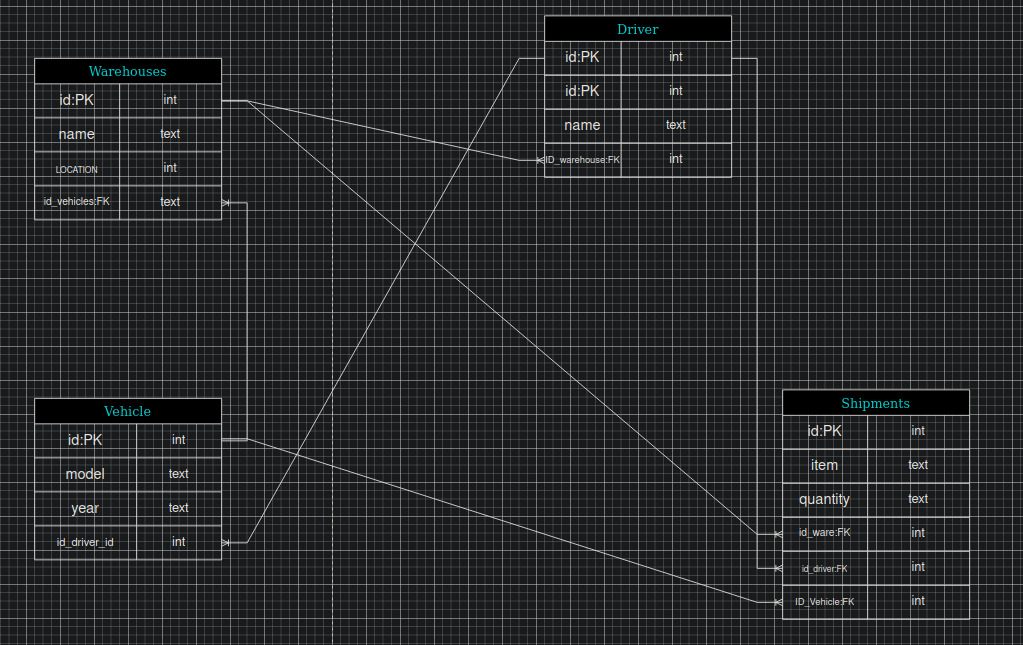 Driver
id:PK int
id:PK int
name text
ID_warehouse:FK int
Warehouses
id:PK int
name text
LOCATION int
id_vehicles:FK text
Vehicle
id:PK int
model text
year text
id_driver_id int
Shipments
id:PK int
item text
quantity text
id_ware:FK int
id_driver:FK int
ID_Vehicle:FK int